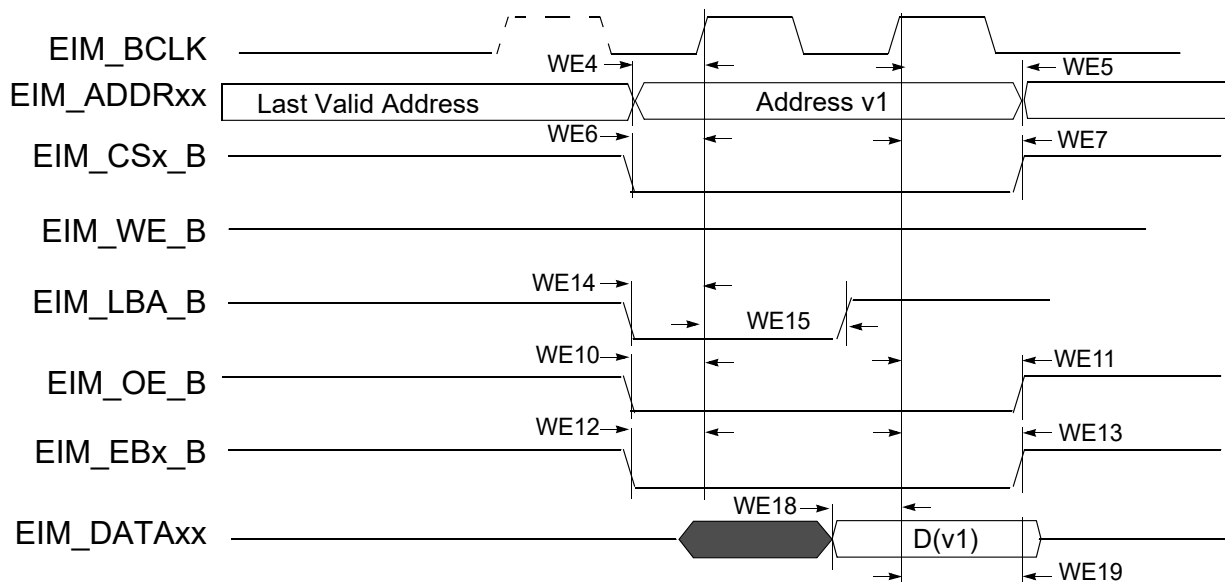 EIM_BCLK
WE4
WE5
EIM_ADDRxx
Last Valid Address
Address v1
WE6
WE7
EIM_CSx_B
EIM_WE_B
WE14
EIM_LBA_B
WE15
WE10
WE11
EIM_OE_B
WE12
WE13
EIM_EBx_B
WE18
EIM_DATAxx
D(v1)
WE19